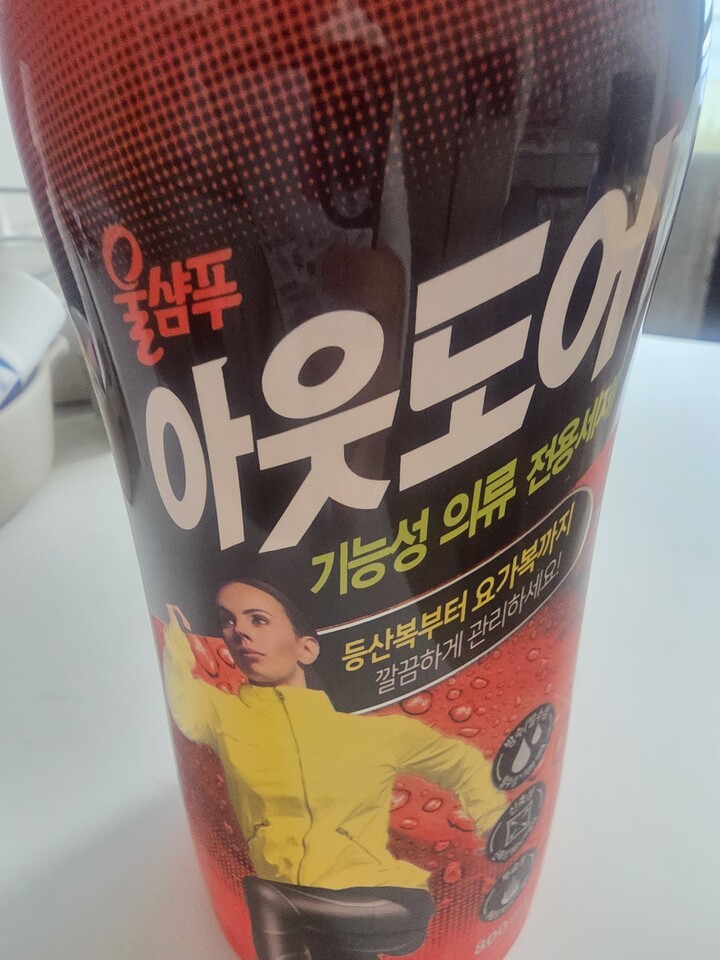 울샴푸
아웃도어
기능성 의류 전용세제
등산복부터 요가복까지
깔끔하게 관리하세요!
800